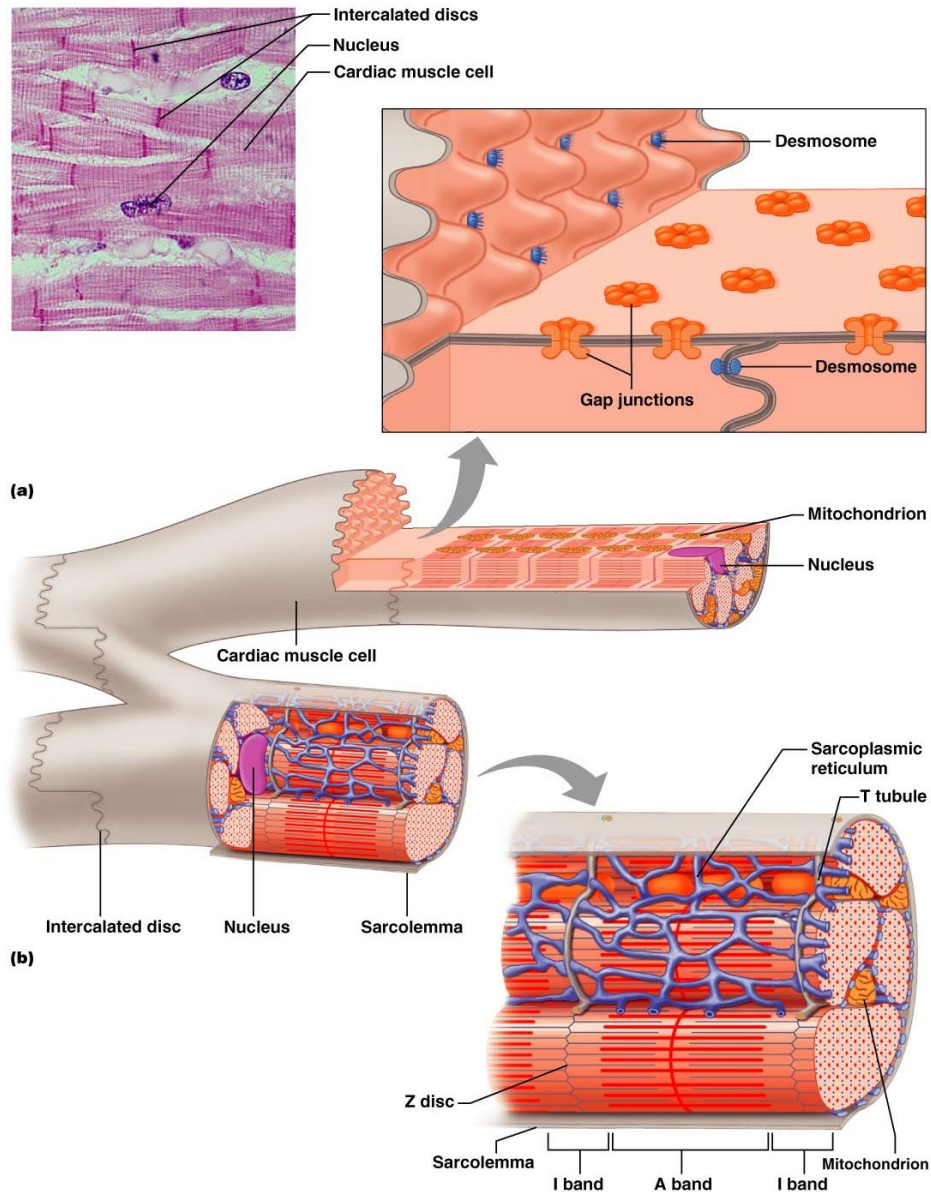 Intercalated discs
Nucleus
Cardiac muscle cell
Desmosome
Desmosome
Gap junctions
(a)
Mitochondrion
Nucleus
Cardiac muscle cell
Sarcoplasmic
reticulum
T tubule
Intercalated disc
Nucleus
Sarcolemma
(b)
Z disc
Sarcolemma
I band
A band
I band
Mitochondrion